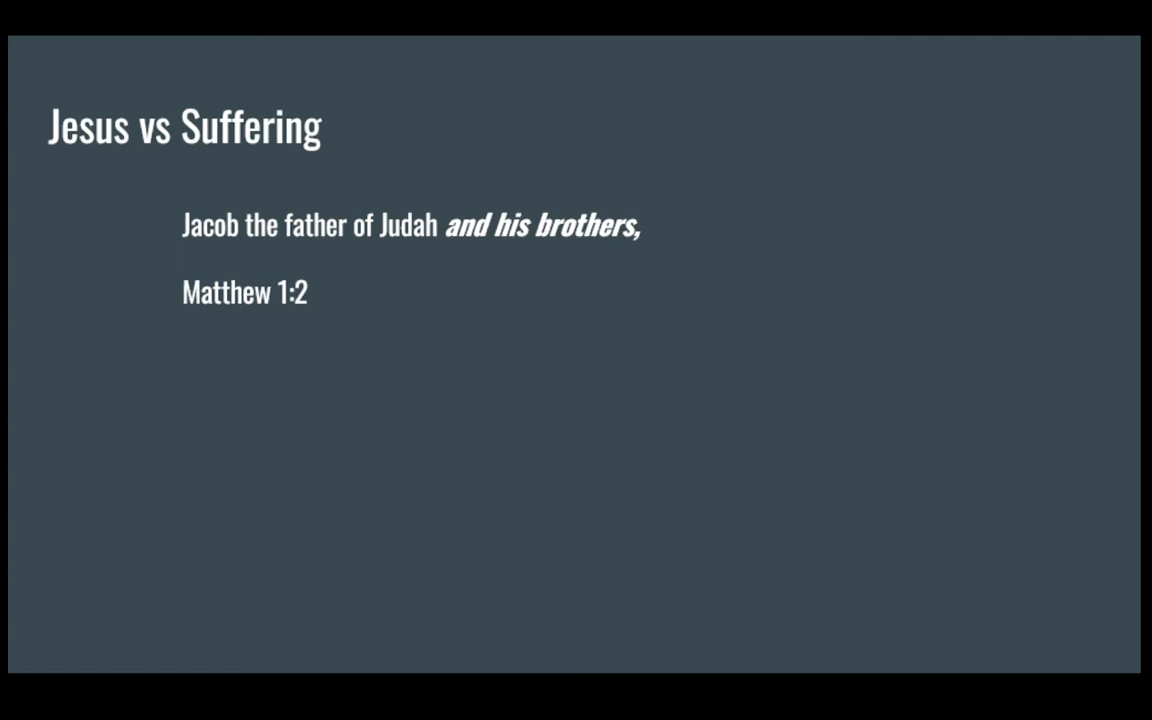 Jesus vs Suffering
Jacob the father of Judah and his brothers,
Matthew 1:2